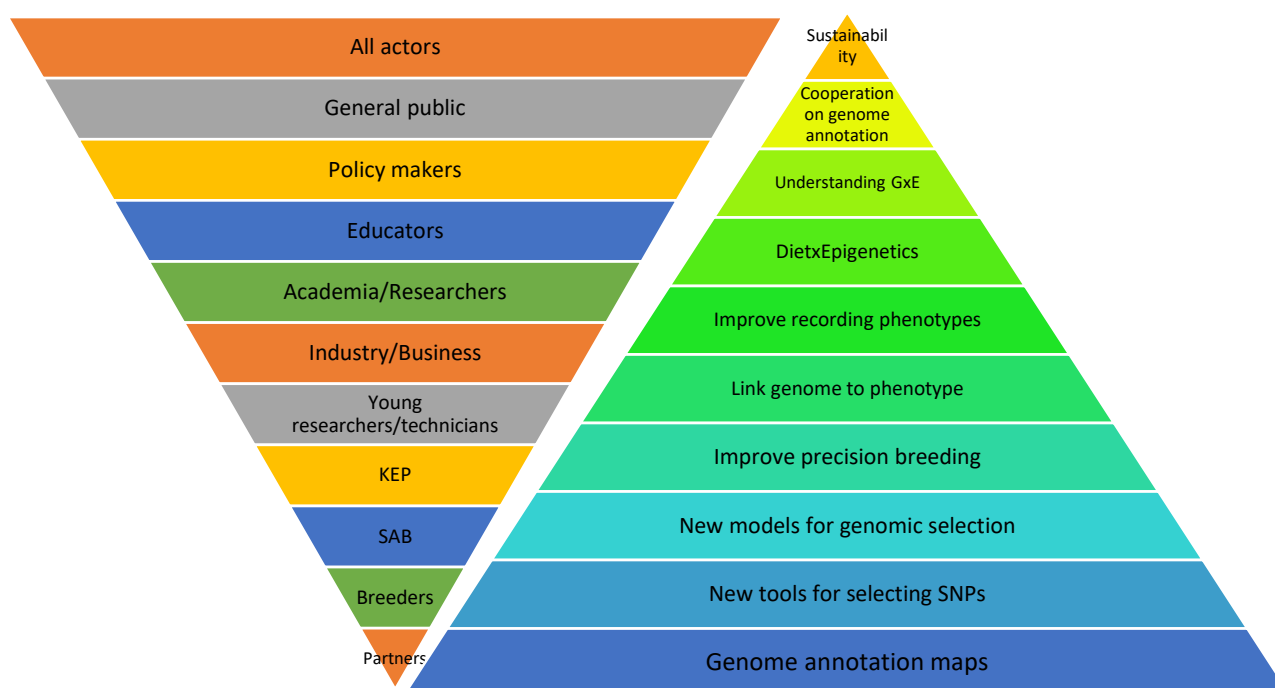 All actors
General public
Policy makers
Educators
Academia/Researchers
Industry/Business
Young
researchers/technicians
KEP
SAB
Breeders
Partners
Sustainabil
ity
Cooperation
on genome
annotation
Understanding GxE
DietxEpigenetics
Improve recording phenotypes
Link genome to phenotype
Improve precision breeding
New models for genomic selection
New tools for selecting SNPs
Genome annotation maps